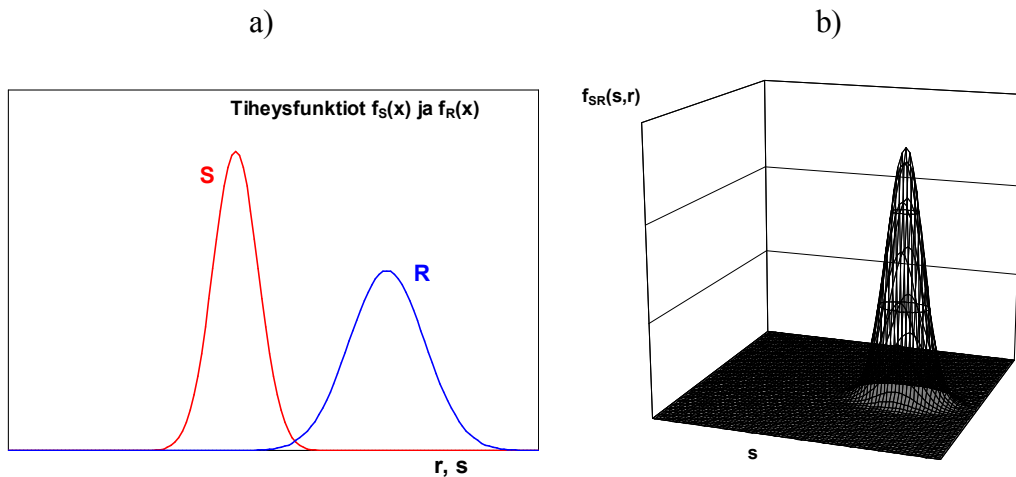 a)
b)
Tiheysfunktiot fS(x) ja fR(x)
S
R
r, s
fSR(s,r)
s